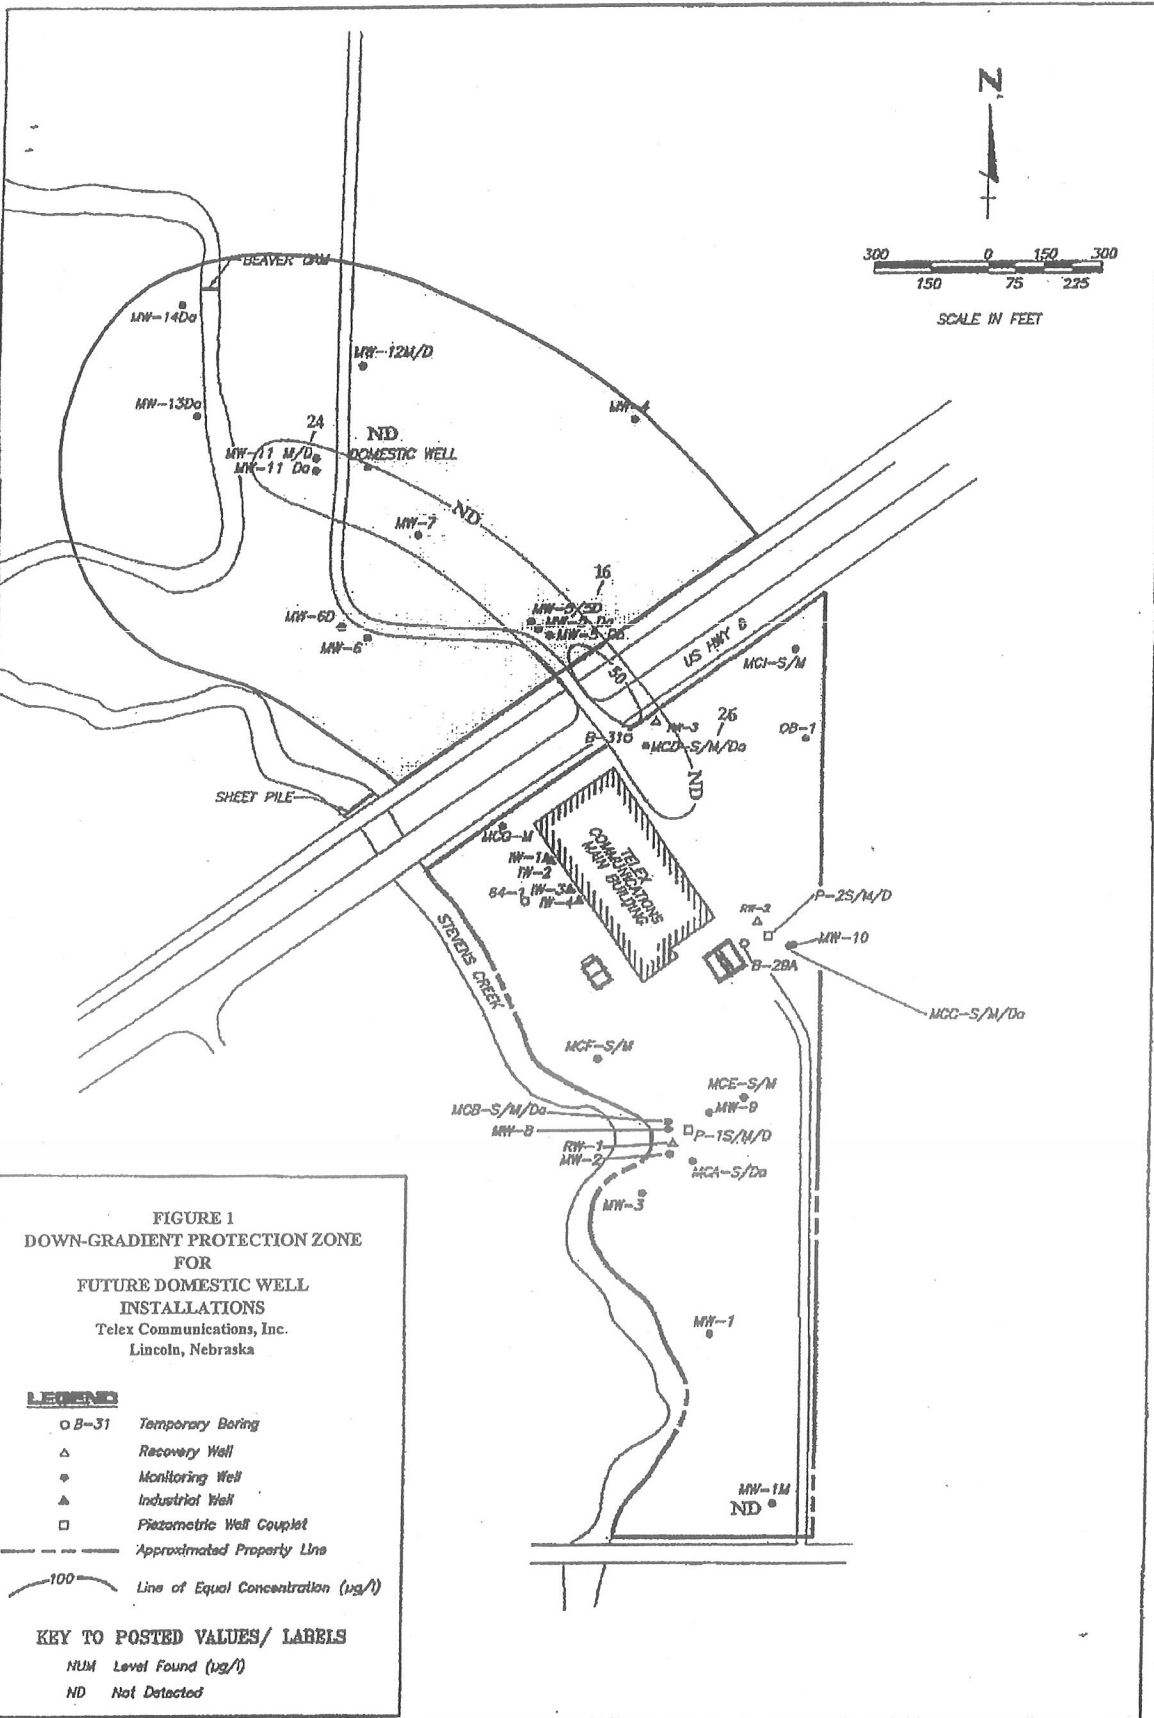 N
300 0 150 300
150 75 225
SCALE IN FEET
BEAVER DAM
MW-14Da
MW-12M/D
MW-13Da
MW-4
24
ND
MW-11 M/D
DOMESTIC WELL
MW-11 Da
ND
MW-7
16
MW-5/5D
MW-5 Da
MW-6D
MW-6
US HWY 6
MCI-S/M
50
RW-3
26
OB-1
B-31
MCD-S/M/Da
ND
SHEET PILE
MCG-M
IW-1A
IW-2
64-1
IW-3A
IW-4
TELEX
COMMUNICATIONS
MAIN BUILDING
P-2S/M/D
RW-2
MW-10
B-29A
STEVENS CREEK
MCC-S/M/Da
MCF-S/M
MCE-S/M
MCB-S/M/Da
MW-9
MW-8
P-1S/M/D
RW-1
MW-2
MCA-S/Da
MW-3
MW-1
MW-1M
ND
FIGURE 1
DOWN-GRADIENT PROTECTION ZONE
FOR
FUTURE DOMESTIC WELL
INSTALLATIONS
Telex Communications, Inc.
Lincoln, Nebraska
LEGEND
B-31 Temporary Boring
Recovery Well
Monitoring Well
Industrial Well
Piezometric Well Couplet
Approximated Property Line
100 Line of Equal Concentration (µg/l)
KEY TO POSTED VALUES/ LABELS
NUM Level Found (µg/l)
ND Not Detected